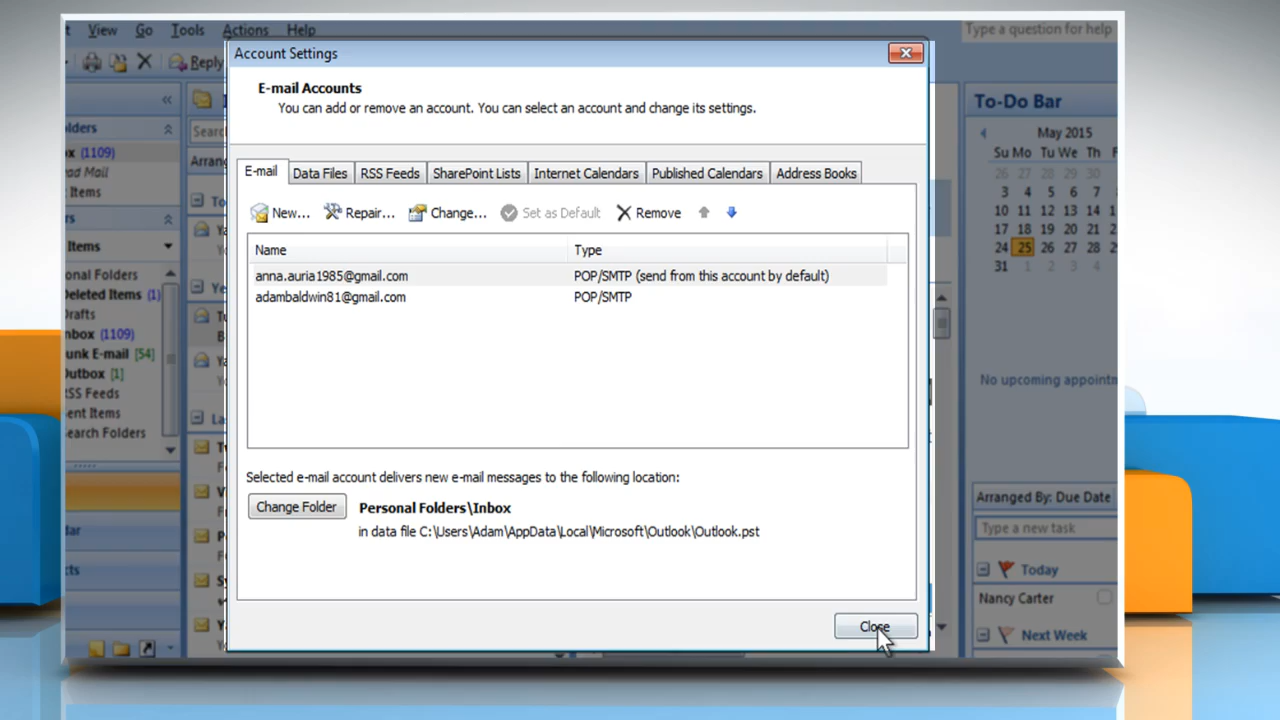 View Go Tools Actions Help
Type a question for help
Account Settings
Reply
E-mail Accounts
You can add or remove an account. You can select an account and change its settings.
E-mail
Data Files
RSS Feeds
SharePoint Lists
Internet Calendars
Published Calendars
Address Books
New...
Repair...
Change...
Set as Default
Remove
Name Type
anna.auria1985@gmail.com POP/SMTP (send from this account by default)
adambaldwin81@gmail.com POP/SMTP
Selected e-mail account delivers new e-mail messages to the following location:
Change Folder
Personal Folders\Inbox
in data file C:\Users\Adam\AppData\Local\Microsoft\Outlook\Outlook.pst
Close
(1109)
Mail
Items
Items
Folders
Deleted Items (1)
(1109)
E-mail [54]
[1]
RSS Feeds
Items
Folders
To-Do Bar
May 2015
Su Mo Tu We Th
26 27 28 29 30
3 4 5 6 7
10 11 12 13 14
17 18 19 20 21
24 25 26 27 28
31 1 2 3 4
No upcoming
Arranged By: Due Date
Type a new task
Today
Nancy Carter
Next Week